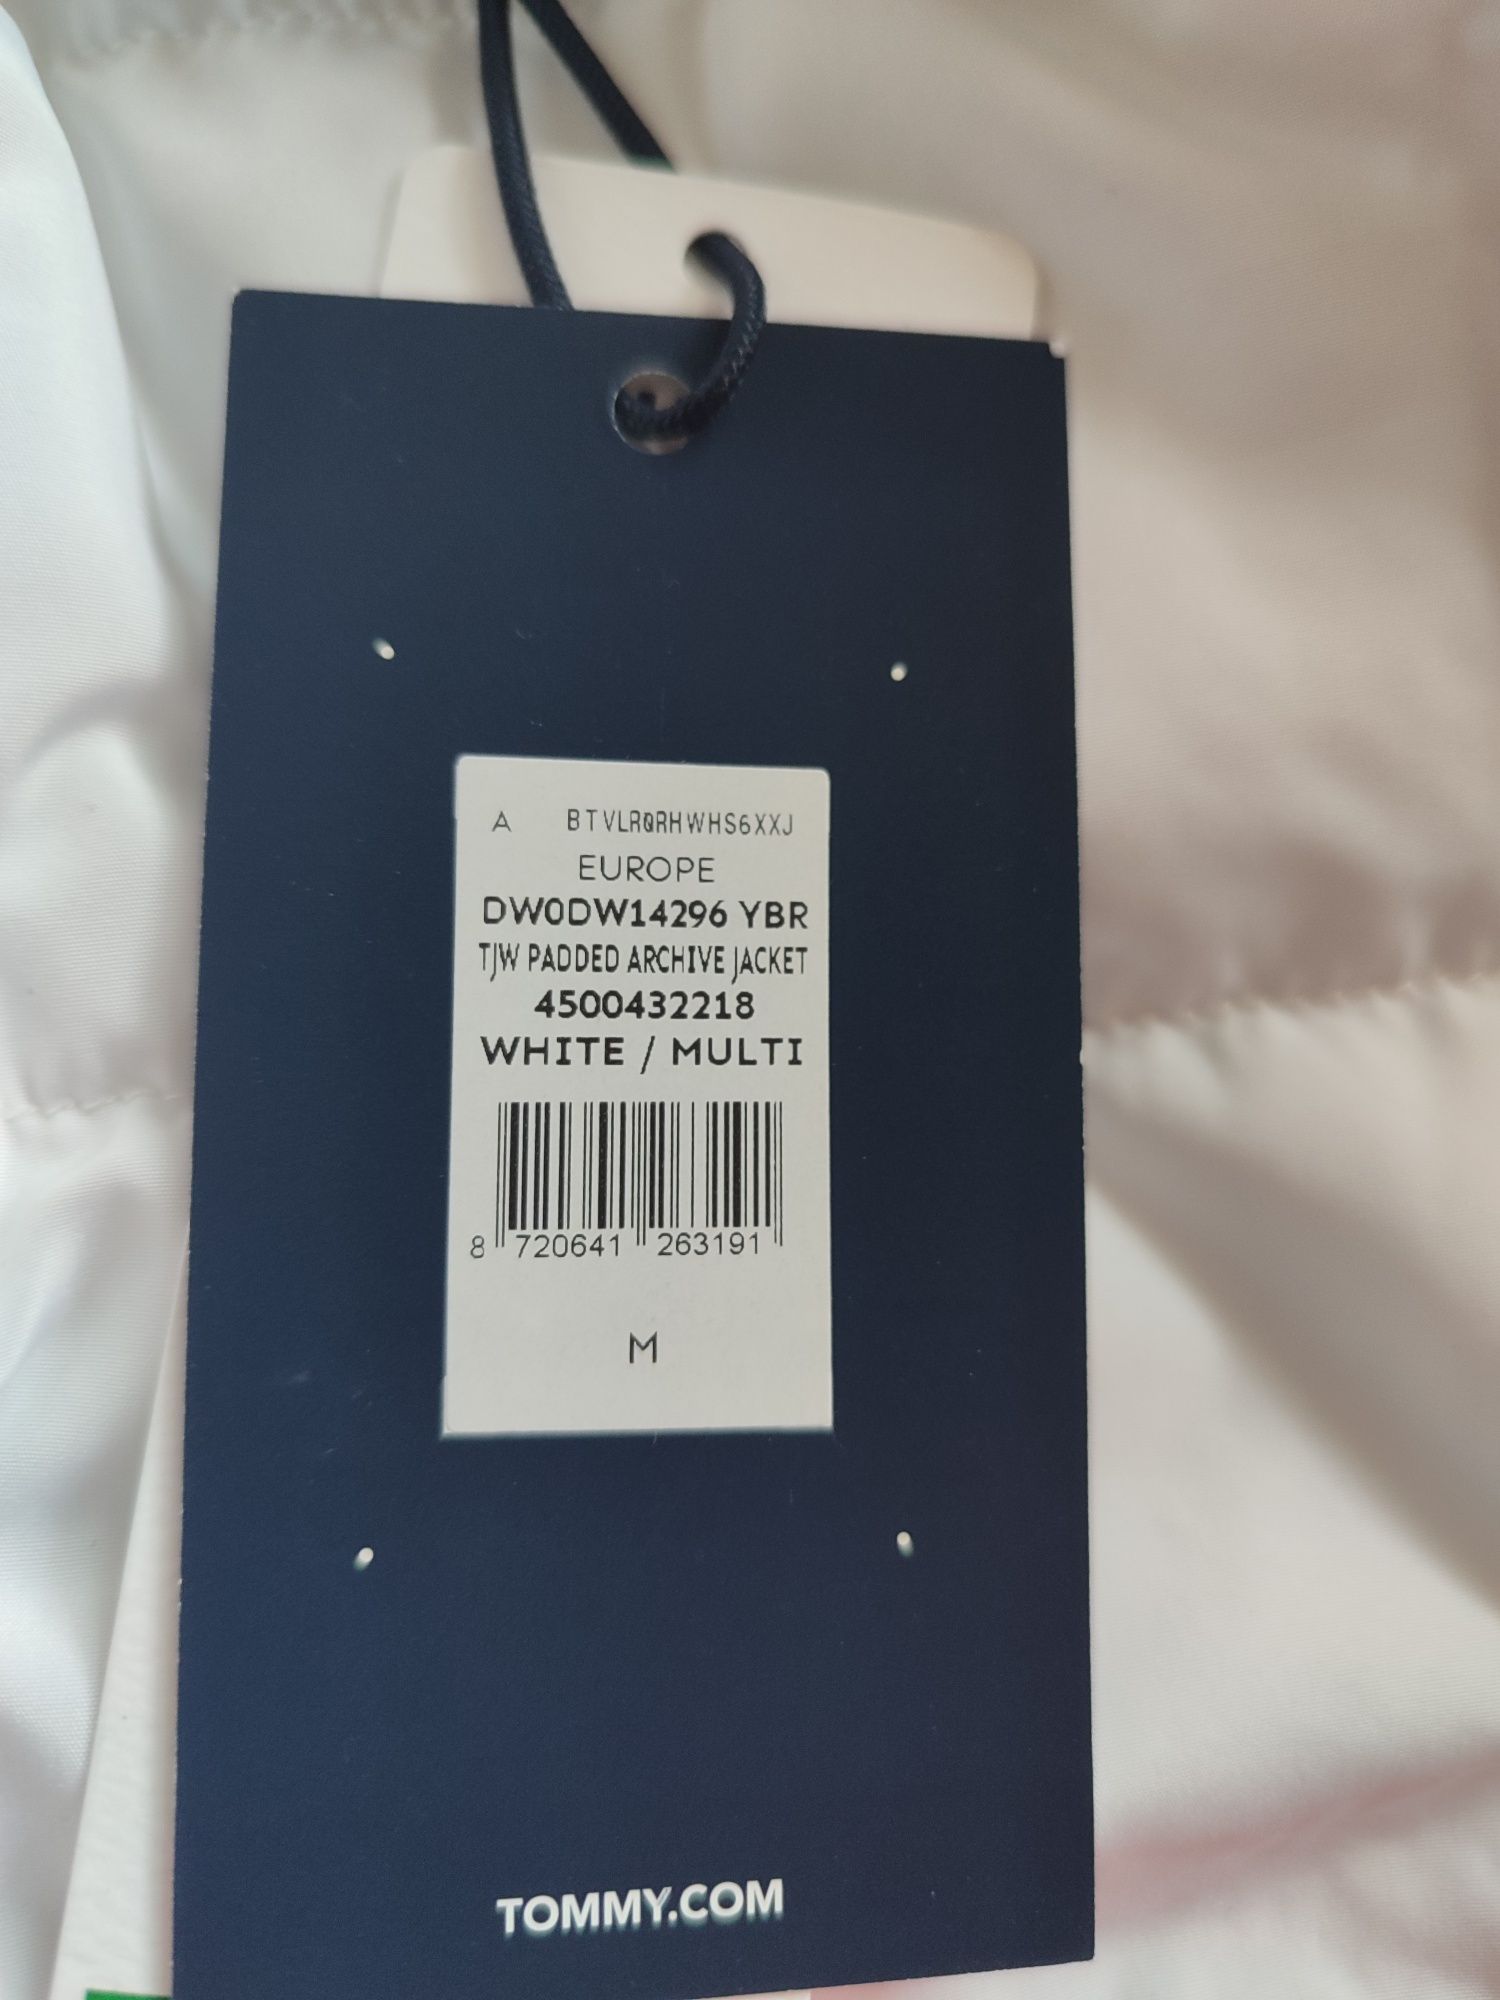 A BTVLRQRHWHS6XXJ
EUROPE
DW0DW14296 YBR
TJW PADDED ARCHIVE JACKET
4500432218
WHITE / MULTI
8 720641 263191
M
TOMMY.COM